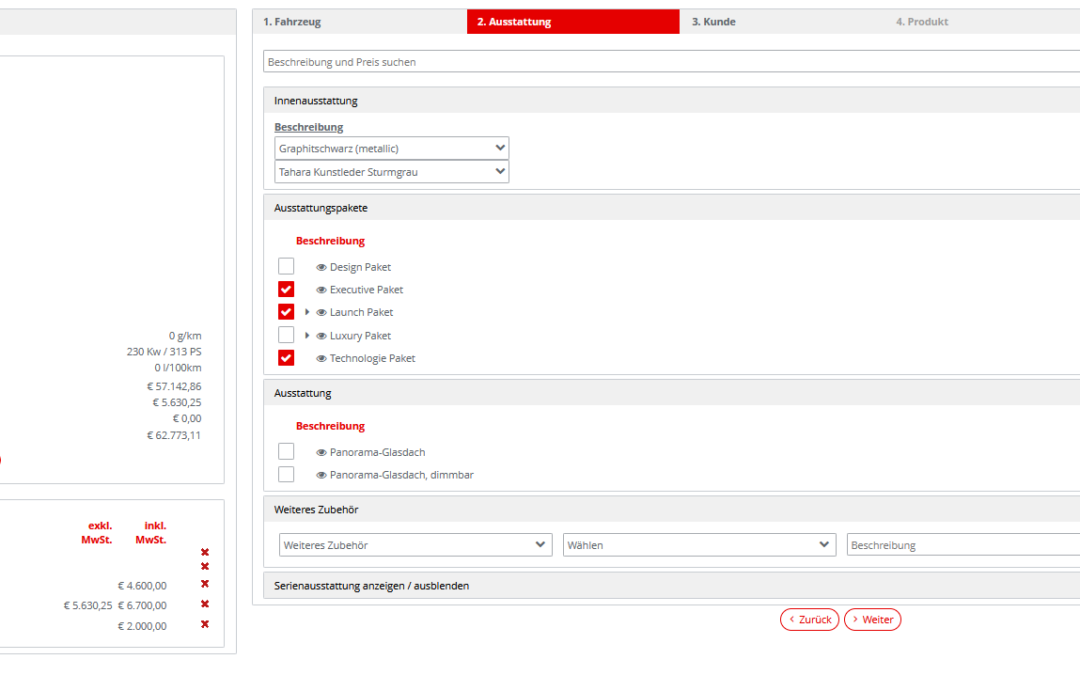 0 g/km
230 Kw / 313 PS
0 l/100km
€ 57.142,86
€ 5.630,25
€ 0,00
€ 62.773,11
exkl. inkl.
MwSt. MwSt.
€ 4.600,00
€ 5.630,25 € 6.700,00
€ 2.000,00
1. Fahrzeug 2. Ausstattung 3. Kunde 4. Produkt
Beschreibung und Preis suchen
Innenausstattung
Beschreibung
Graphitschwarz (metallic)
Tahara Kunstleder Sturmgrau
Ausstattungspakete
Beschreibung
Design Paket
Executive Paket
Launch Paket
Luxury Paket
Technologie Paket
Ausstattung
Beschreibung
Panorama-Glasdach
Panorama-Glasdach, dimmbar
Weiteres Zubehör
Weiteres Zubehör Wählen Beschreibung
Serienausstattung anzeigen / ausblenden
Zurück Weiter